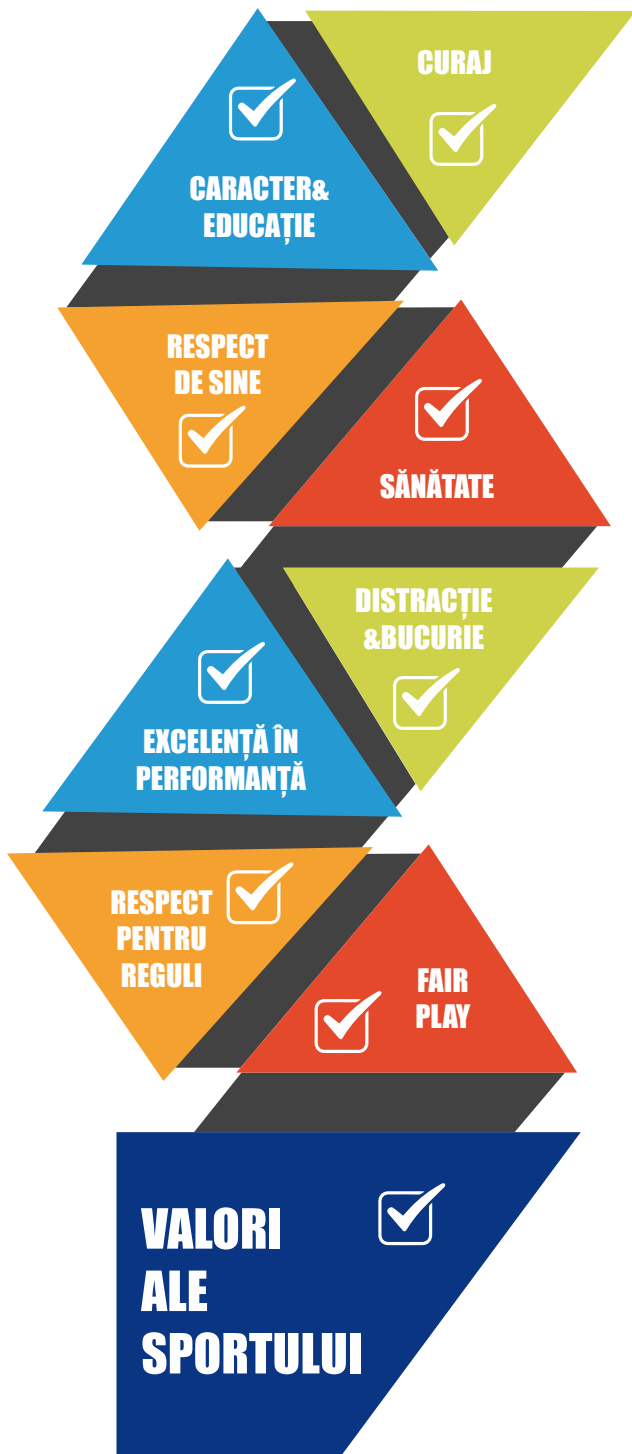 CURAJ
CARACTER&
EDUCAȚIE
RESPECT
DE SINE
SĂNĂTATE
DISTRACȚIE
&BUCURIE
EXCELENȚĂ ÎN
PERFORMANȚĂ
RESPECT
PENTRU
REGULI
FAIR
PLAY
VALORI
ALE
SPORTULUI